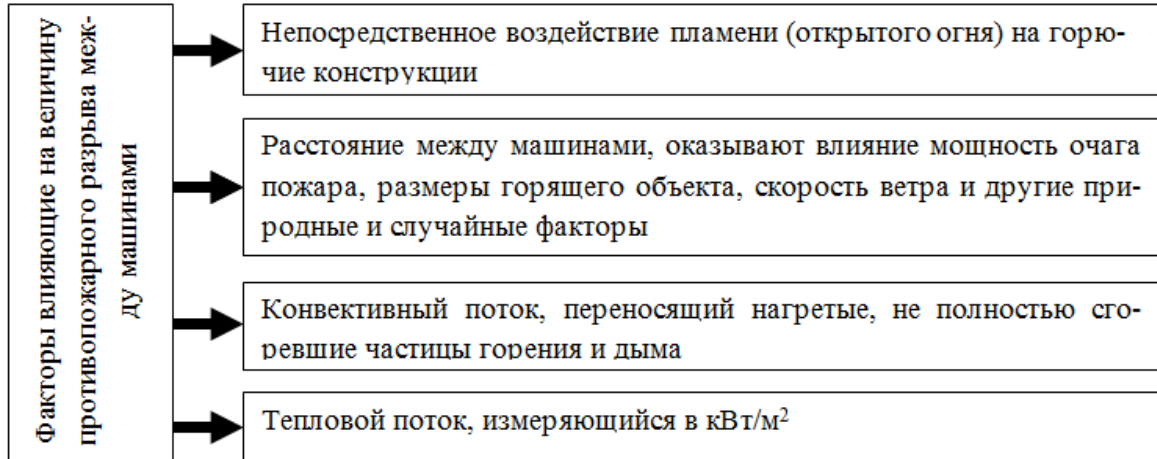 Факторы влияющие на величину
противопожарного разрыва меж-
ду машинами
Непосредственное воздействие пламени (открытого огня) на горю-
чие конструкции
Расстояние между машинами, оказывают влияние мощность очага
пожара, размеры горящего объекта, скорость ветра и другие при-
родные и случайные факторы
Конвективный поток, переносящий нагретые, не полностью сго-
ревшие частицы горения и дыма
Тепловой поток, измеряющийся в кВт/м²